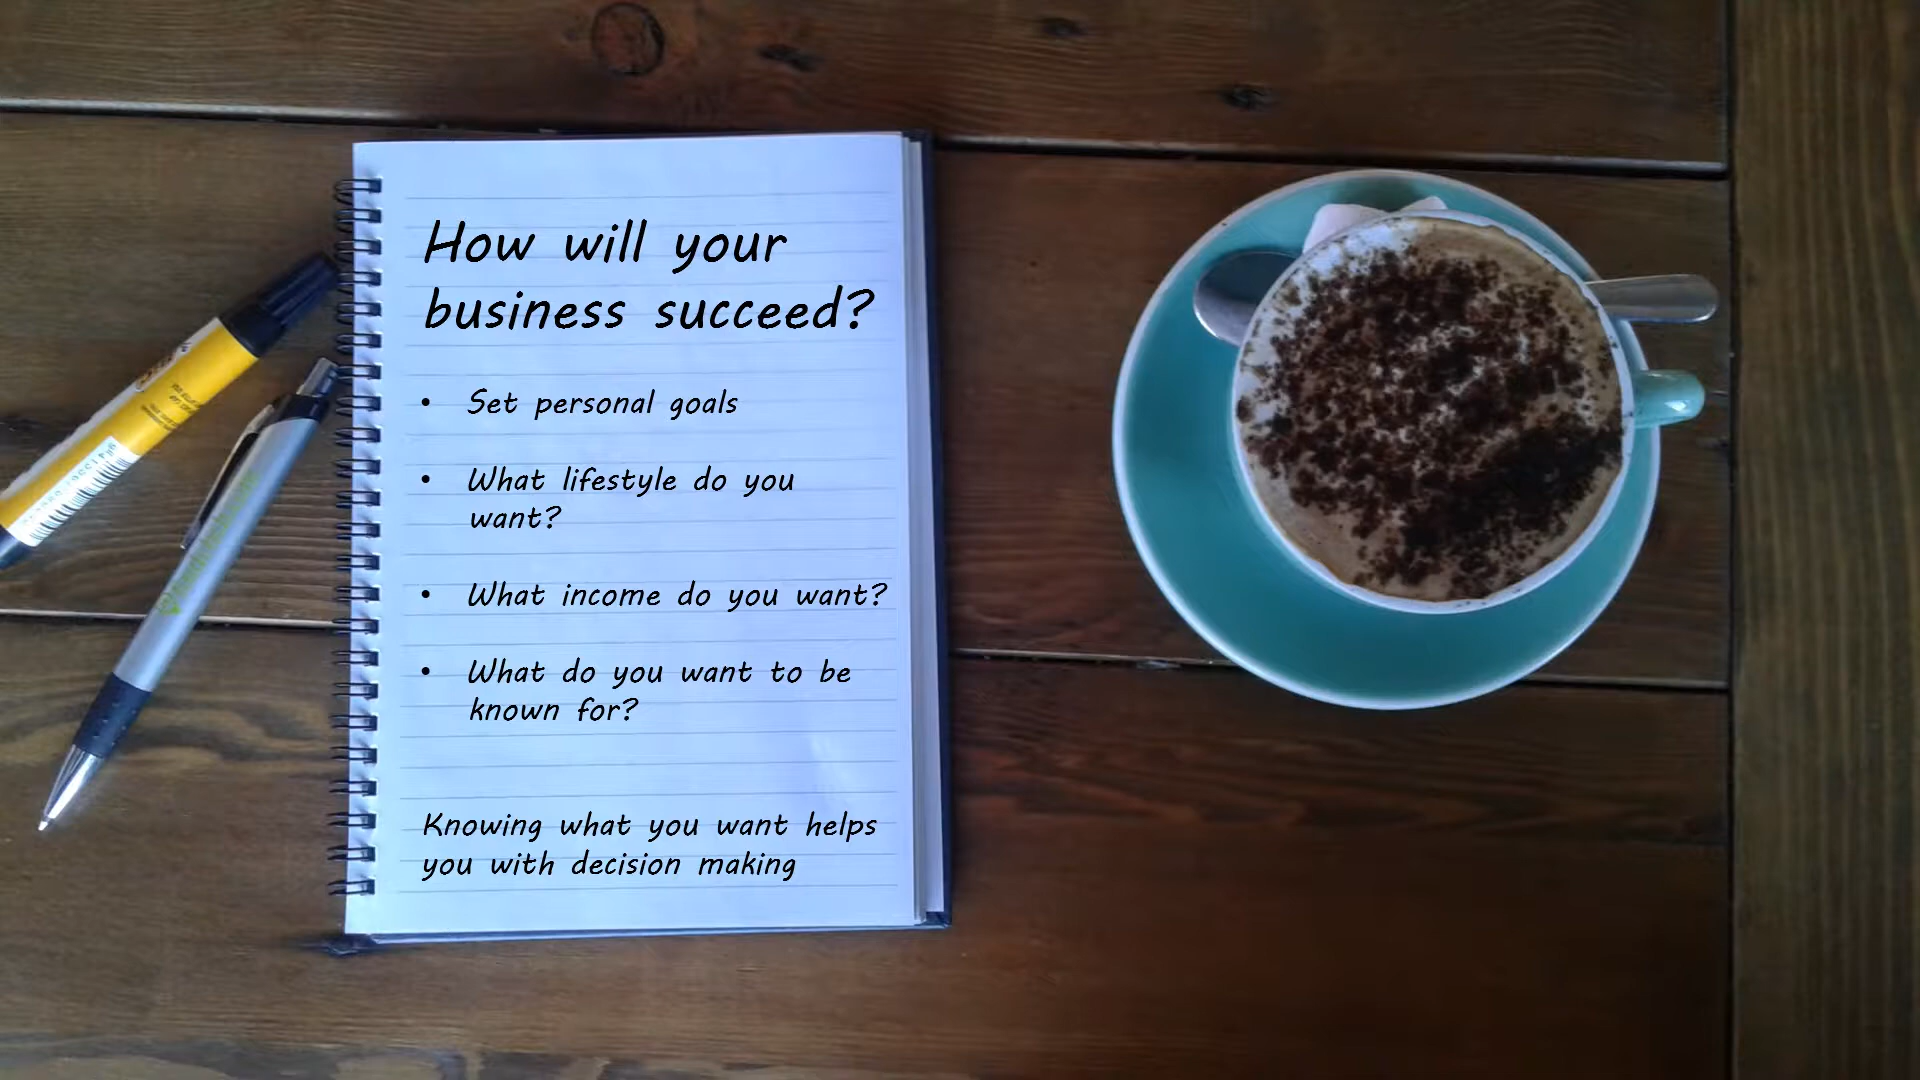 How will your
business succeed?
• Set personal goals
• What lifestyle do you
want?
• What income do you want?
• What do you want to be
known for?
Knowing what you want helps
you with decision making